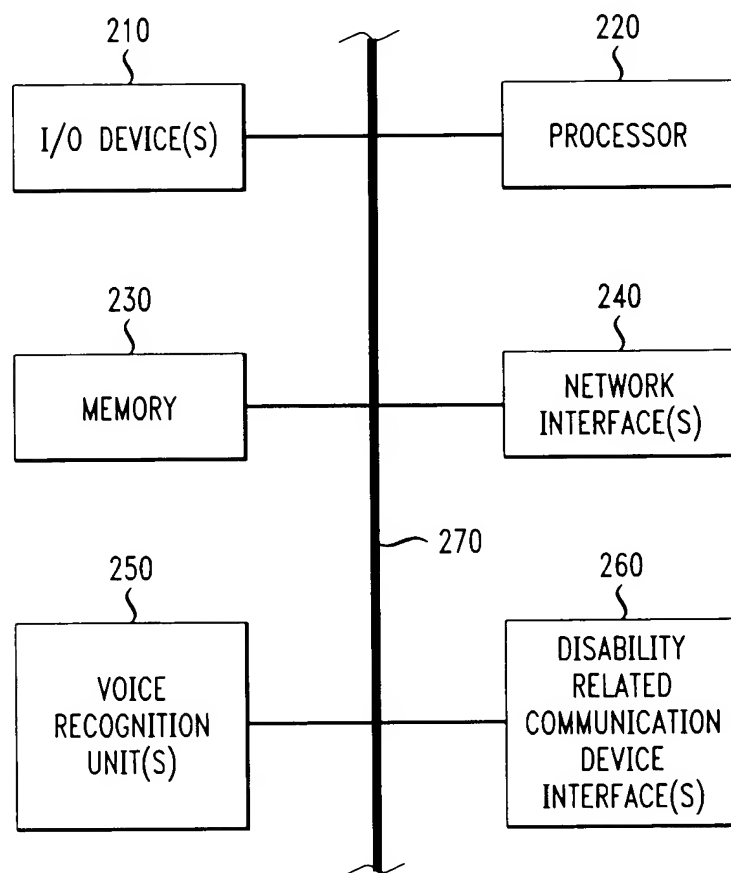 210
I/O DEVICE(S)
220
PROCESSOR
230
MEMORY
240
NETWORK
INTERFACE(S)
270
250
VOICE
RECOGNITION
UNIT(S)
260
DISABILITY
RELATED
COMMUNICATION
DEVICE
INTERFACE(S)